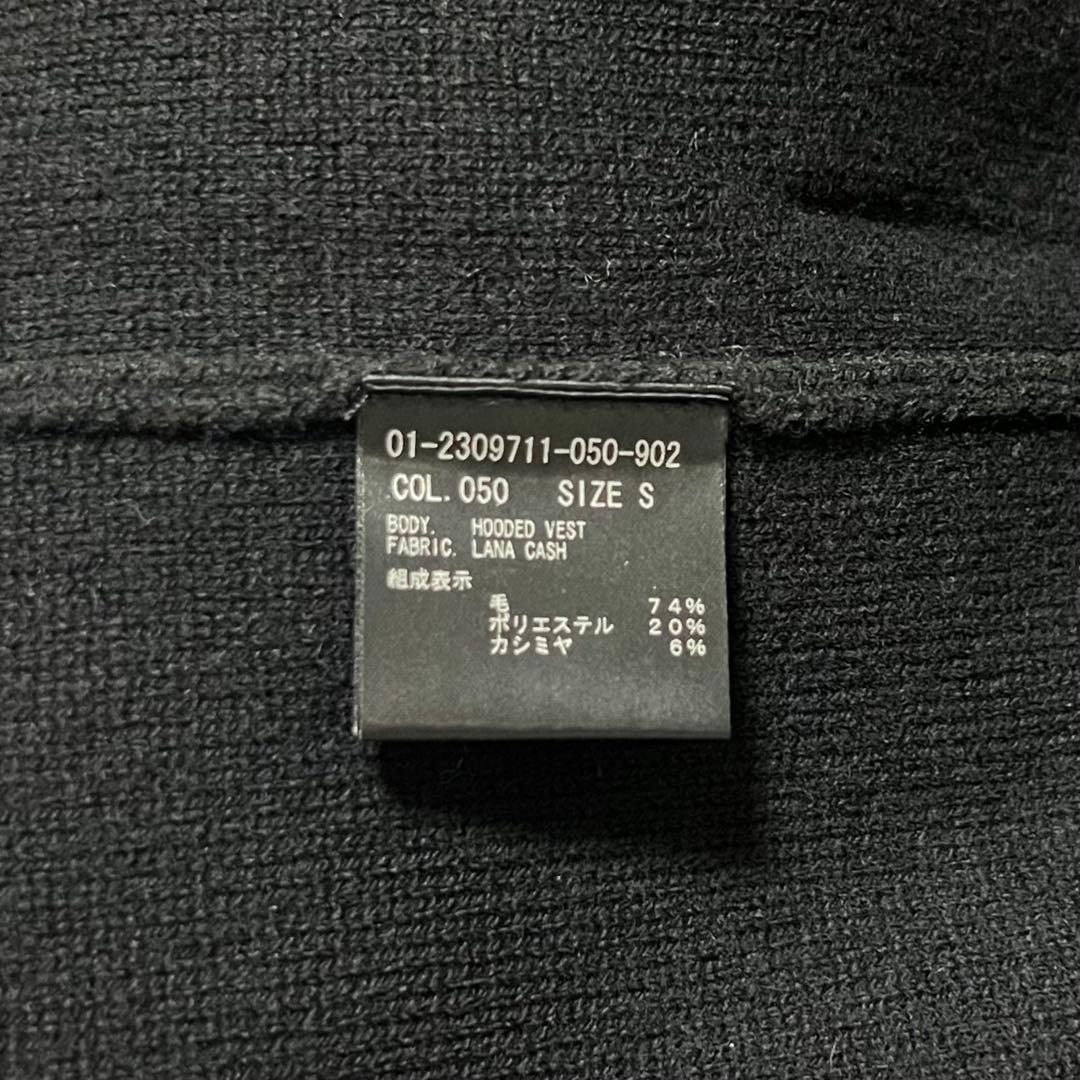 01-2309711-050-902
COL.050 SIZE S
BODY. HOODED VEST
FABRIC. LANA CASH
組成表示
毛 74%
ポリエステル 20%
カシミヤ 6%